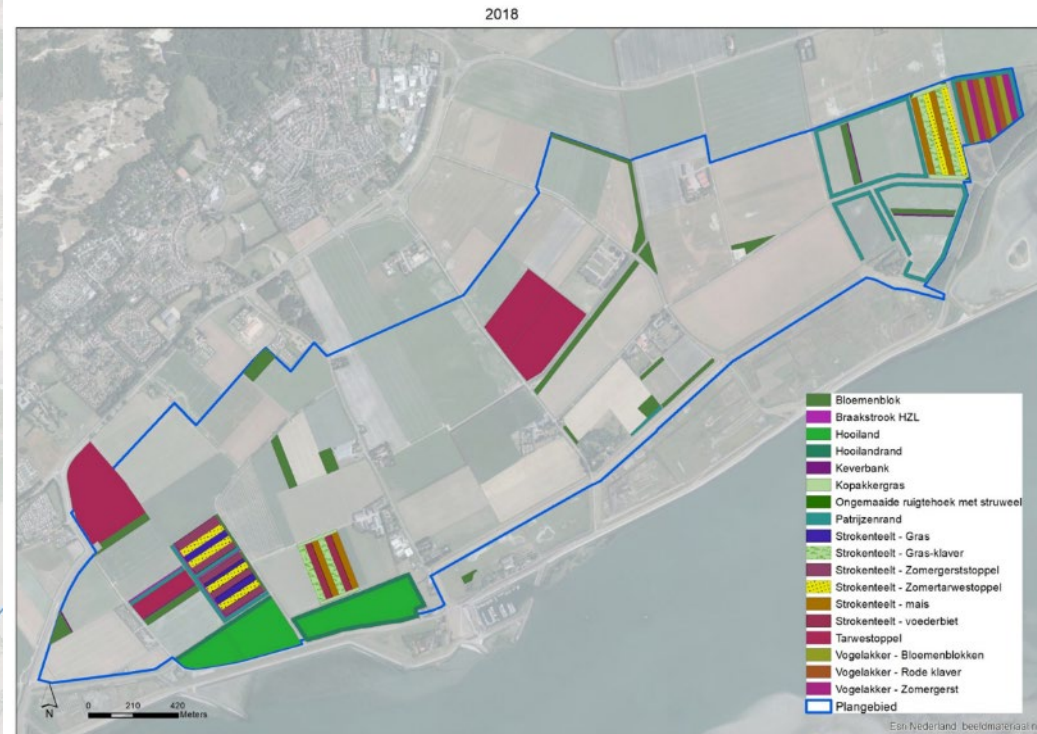 2018
Bloemenblok
Braakstrook HZL
Hooiland
Hooilandrand
Keverbank
Kopakkergras
Ongemaaide ruigtehoek met struweel
Patrijzenrand
Strokenteelt - Gras
Strokenteelt - Gras-klaver
Strokenteelt - Zomergerststoppel
Strokenteelt - Zomertarwestoppel
Strokenteelt - mais
Strokenteelt - voederbiet
Tarwestoppel
Vogelakker - Bloemenblokken
Vogelakker - Rode klaver
Vogelakker - Zomergerst
Plangebied
N
0 210 420
Meters
Esri Nederland, beeldmateriaal.n